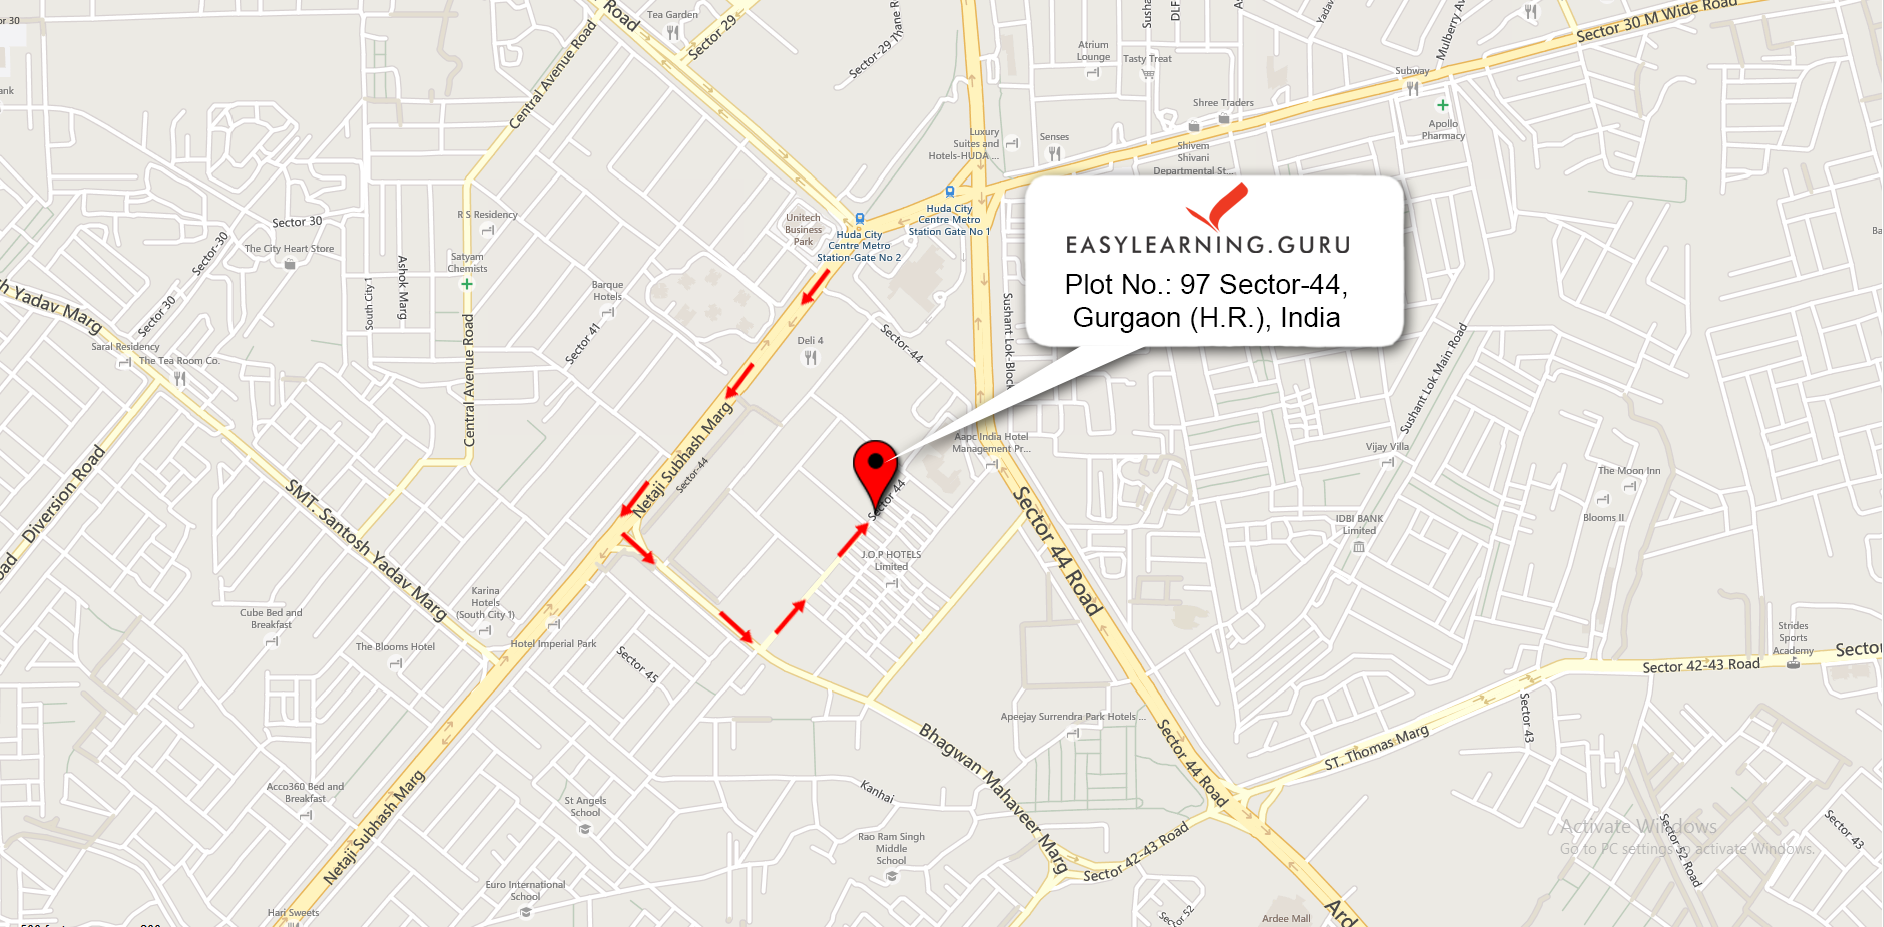 or 30
ank
Road
Tea Garden
Sector 29
Central Avenue Road
Sector-29
Atrium
Lounge
Tasty Treat
Sector 30 M Wide Road
Subway
Shree Traders
Apollo
Pharmacy
Luxury
Suites and
Hotels-HUDA ...
Senses
Shivem
Shivani
Departmental St...
Sector 30
R S Residency
The City Heart Store
Sector-30
Satyam
Chemists
Ashok Marg
South City 1
Unitech
Business
Park
Huda City
Centre Metro
Station-Gate No 2
Huda City
Centre Metro
Station Gate No 1
EASYLEARNING.GURU
Plot No.: 97 Sector-44,
Gurgaon (H.R.), India
h Yadav Marg
Sector 30
Saral Residency
The Tea Room Co.
Central Avenue Road
Barque
Hotels
Sector 41
Deli 4
Sector-44
Sushant Lok-Block
Sushant Lok Main Road
Netaji Subhash Marg
Sector-44
Sector 44
Aapc India Hotel
Management Pr...
Vijay Villa
The Moon Inn
Blooms II
IDBI BANK
Limited
Diversion Road
oad
SMT. Santosh Yadav Marg
Sector 44 Road
J.O.P HOTELS
Limited
Karina
Hotels
(South City 1)
Cube Bed and
Breakfast
The Blooms Hotel
Hotel Imperial Park
Sector-45
Strides
Sports
Academy
Sector 42-43 Road
Secto
Apeejay Surrendra Park Hotels ...
Bhagwan Mahaveer Marg
Sector 44 Road
ST. Thomas Marg
Sector 43
Kanhai
Acco360 Bed and
Breakfast
St Angels
School
Netaji Subhash Marg
Rao Ram Singh
Middle
School
Sector 42-43 Road
Activate Windows
Go to PC settings to activate Windows.
Sector 52 Road
Sector 43
Euro International
School
Hari Sweets
Sector 52
Ardee Mall
Ard